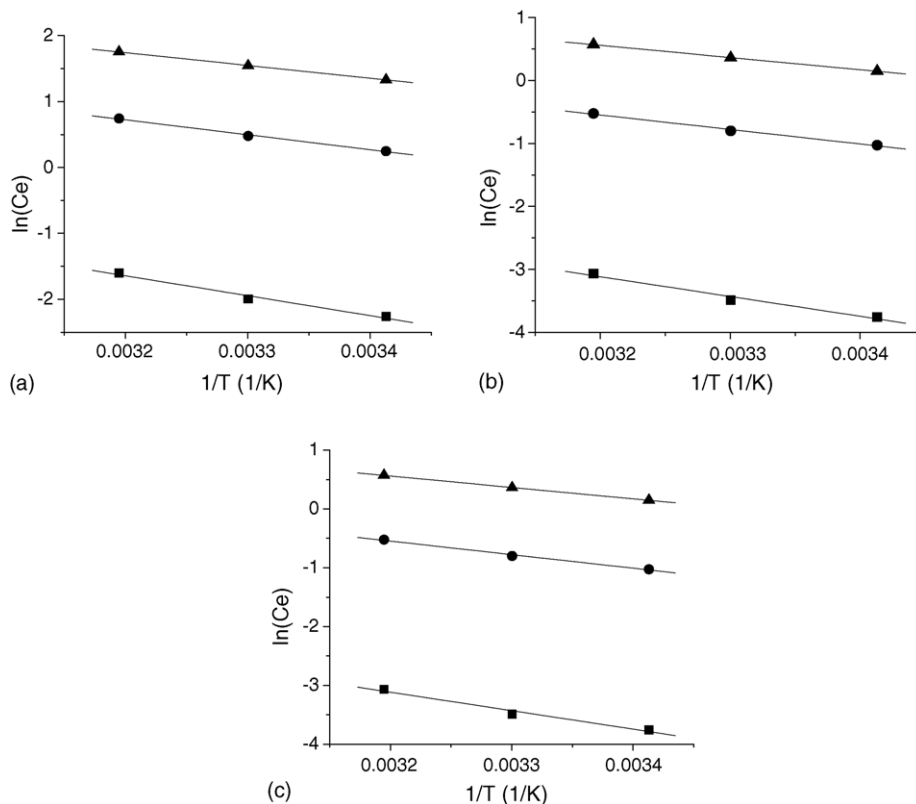 2
1
0
-1
-2
ln(Ce)
0.0032
0.0033
0.0034
1/T (1/K)
(a)
1
0
-1
-2
-3
-4
ln(Ce)
0.0032
0.0033
0.0034
1/T (1/K)
(b)
1
0
-1
-2
-3
-4
ln(Ce)
0.0032
0.0033
0.0034
1/T (1/K)
(c)